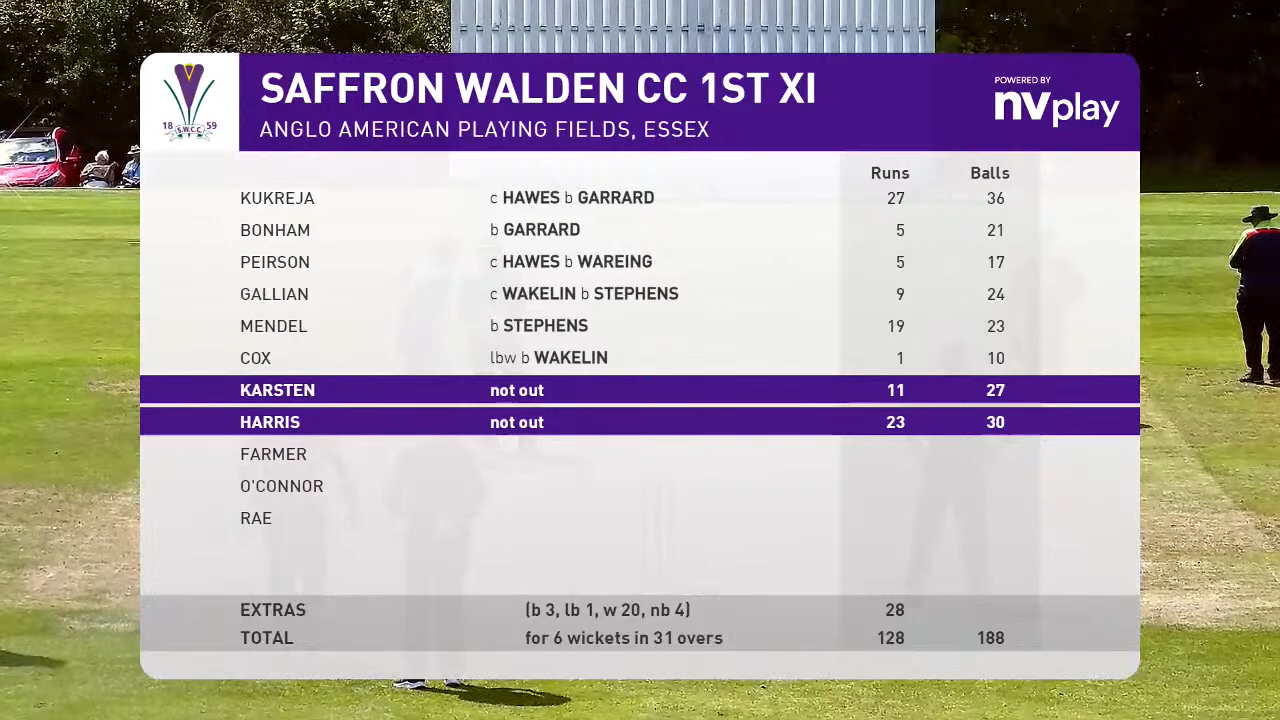 SAFFRON WALDEN CC 1ST XI
ANGLO AMERICAN PLAYING FIELDS, ESSEX
POWERED BY
nvplay
18 59
S.W.C.C.
Runs Balls
KUKREJA c HAWES b GARRARD 27 36
BONHAM b GARRARD 5 21
PEIRSON c HAWES b WAREING 5 17
GALLIAN c WAKELIN b STEPHENS 9 24
MENDEL b STEPHENS 19 23
COX lbw b WAKELIN 1 10
KARSTEN not out 11 27
HARRIS not out 23 30
FARMER
O'CONNOR
RAE
EXTRAS (b 3, lb 1, w 20, nb 4) 28
TOTAL for 6 wickets in 31 overs 128 188